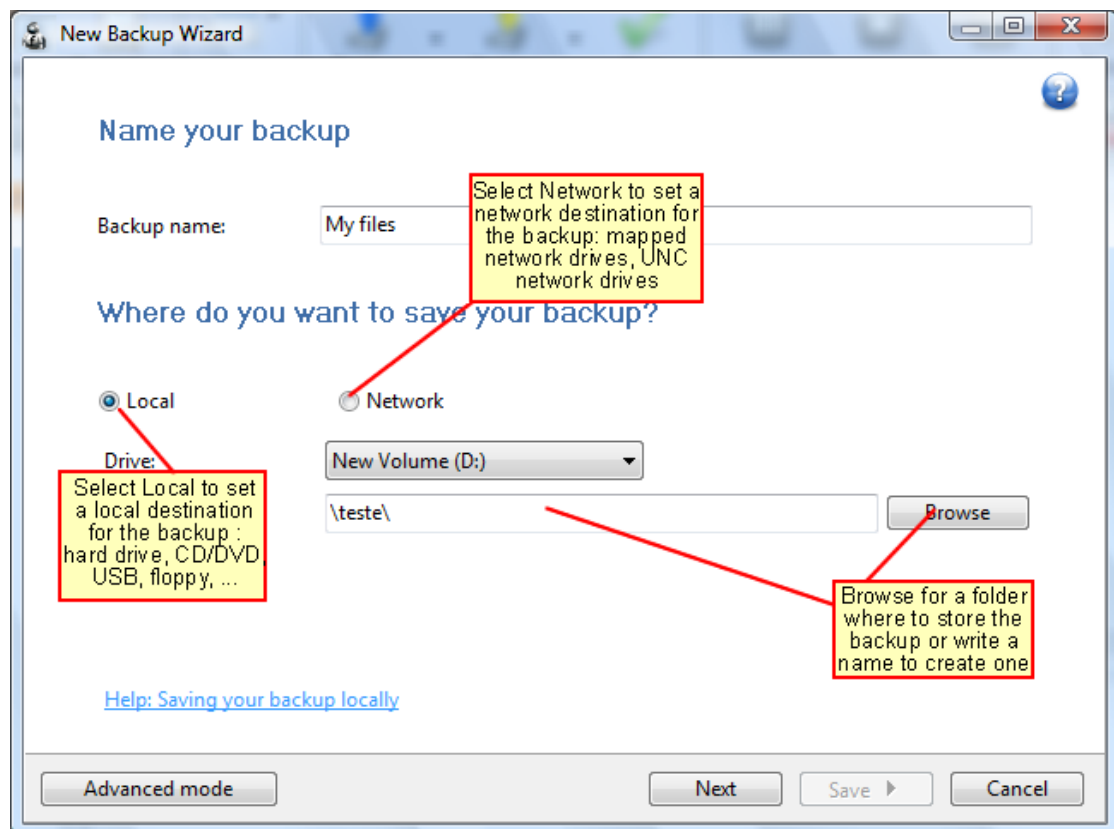 New Backup Wizard
Name your backup
Backup name:
My files
Select Network to set a
network destination for
the backup: mapped
network drives, UNC
network drives
Where do you want to save your backup?
Local
Network
Drive:
New Volume (D:)
Select Local to set
a local destination
for the backup :
hard drive, CD/DVD,
USB, floppy, ...
\teste\
Browse
Browse for a folder
where to store the
backup or write a
name to create one
Help: Saving your backup locally
Advanced mode
Next
Save
Cancel